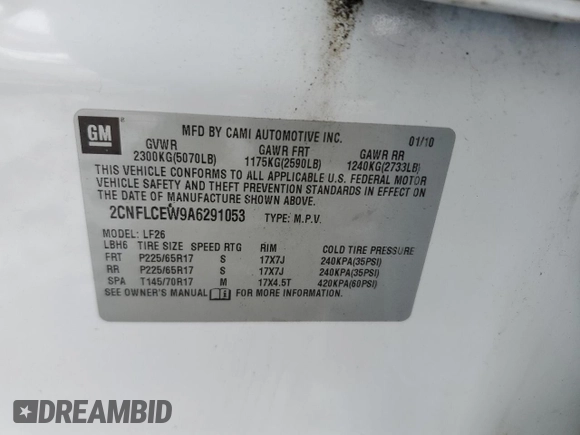 GM
MFD BY CAMI AUTOMOTIVE INC. 01/10
GVWR GAWR FRT GAWR RR
2300KG(5070LB) 1175KG(2590LB) 1240KG(2733LB)
THIS VEHICLE CONFORMS TO ALL APPLICABLE U.S. FEDERAL MOTOR
VEHICLE SAFETY AND THEFT PREVENTION STANDARDS IN EFFECT ON
THE DATE OF MANUFACTURE SHOWN ABOVE.
2CNFLCEW9A6291053 TYPE: M.P.V.
MODEL: LF26
LBH6 TIRE SIZE SPEED RTG RIM COLD TIRE PRESSURE
FRT P225/65R17 S 17X7J 240KPA(35PSI)
RR P225/65R17 S 17X7J 240KPA(35PSI)
SPA T145/70R17 M 17X4.5T 420KPA(60PSI)
SEE OWNER'S MANUAL FOR MORE INFORMATION.
DREAMBID